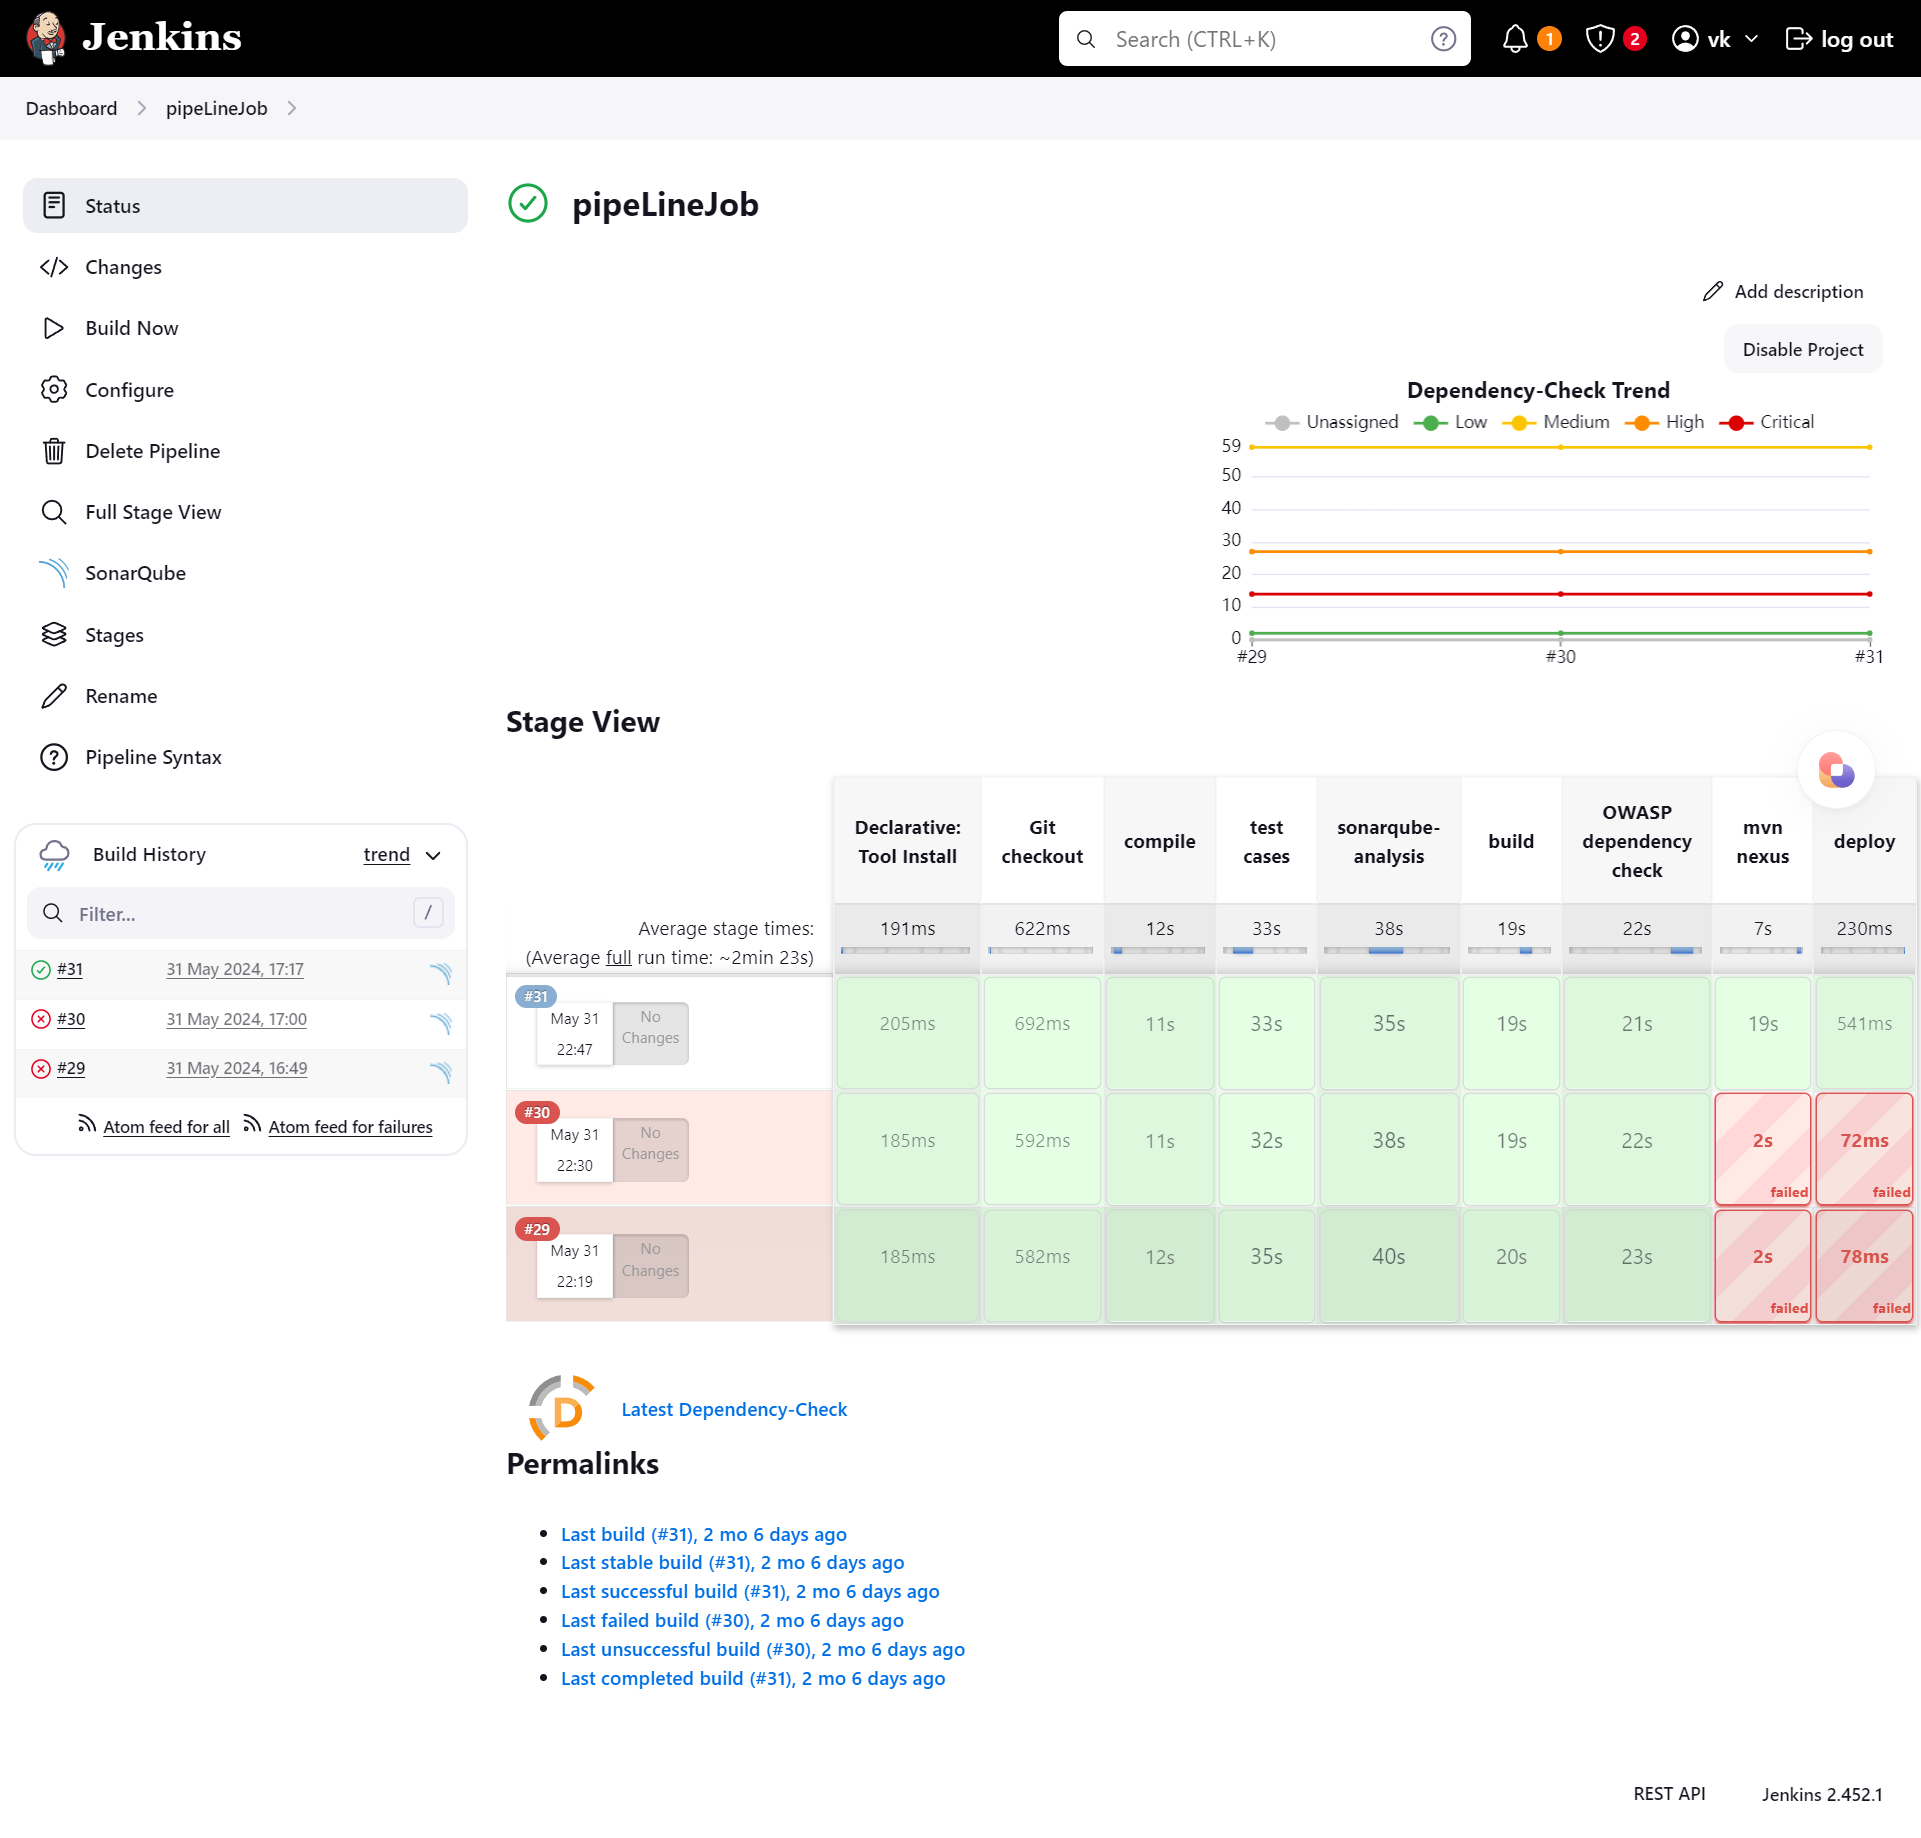 Jenkins
Search (CTRL+K)
1
2
vk
log out
Dashboard
pipeLineJob
Status
Changes
Build Now
Configure
Delete Pipeline
Full Stage View
SonarQube
Stages
Rename
Pipeline Syntax
Build History
trend
Filter...
/
#31
31 May 2024, 17:17
#30
31 May 2024, 17:00
#29
31 May 2024, 16:49
Atom feed for all
Atom feed for failures
pipeLineJob
Add description
Disable Project
Dependency-Check Trend
Unassigned Low Medium High Critical
59
50
40
30
20
10
0
#29 #30 #31
Stage View
Declarative: Tool Install
Git checkout
compile
test cases
sonarqube-analysis
build
OWASP dependency check
mvn nexus
deploy
Average stage times:
(Average full run time: ~2min 23s)
191ms 622ms 12s 33s 38s 19s 22s 7s 230ms
#31
May 31
22:47
No Changes
205ms 692ms 11s 33s 35s 19s 21s 19s 541ms
#30
May 31
22:30
No Changes
185ms 592ms 11s 32s 38s 19s 22s 2s 72ms
failed failed
#29
May 31
22:19
No Changes
185ms 582ms 12s 35s 40s 20s 23s 2s 78ms
failed failed
D
Latest Dependency-Check
Permalinks
Last build (#31), 2 mo 6 days ago
Last stable build (#31), 2 mo 6 days ago
Last successful build (#31), 2 mo 6 days ago
Last failed build (#30), 2 mo 6 days ago
Last unsuccessful build (#30), 2 mo 6 days ago
Last completed build (#31), 2 mo 6 days ago
REST API
Jenkins 2.452.1